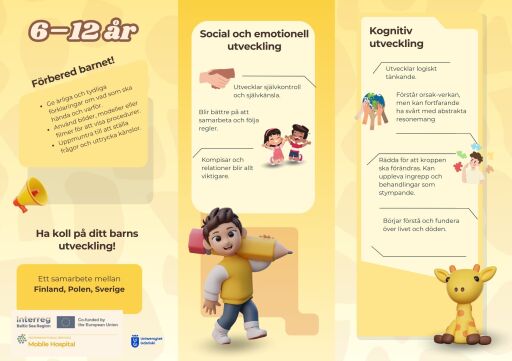 6–12 år
Förbered barnet!
• Ge ärliga och tydliga
förklaringar om vad som ska
hända och varför.
• Använd bilder, modeller eller
filmer för att visa procedurer.
• Uppmuntra till att ställa
frågor och uttrycka känslor.
Ha koll på ditt barns
utveckling!
Ett samarbete mellan
Finland, Polen, Sverige
Interreg
Baltic Sea Region
Co-funded by
the European Union
Mobile Hospital
Uniwersytet
Gdański
Social och emotionell
utveckling
Utvecklar självkontroll
och självkänsla.
Blir bättre på att
samarbeta och följa
regler.
Kompisar och
relationer blir allt
viktigare.
Kognitiv
utveckling
Utvecklar logiskt
tänkande.
Förstår orsak-verkan,
men kan fortfarande
ha svårt med abstrakta
resonemang.
Rädda för att kroppen
ska förändras. Kan
uppleva ingrepp och
behandlingar som
stympande.
Börjar förstå och fundera
över livet och döden.